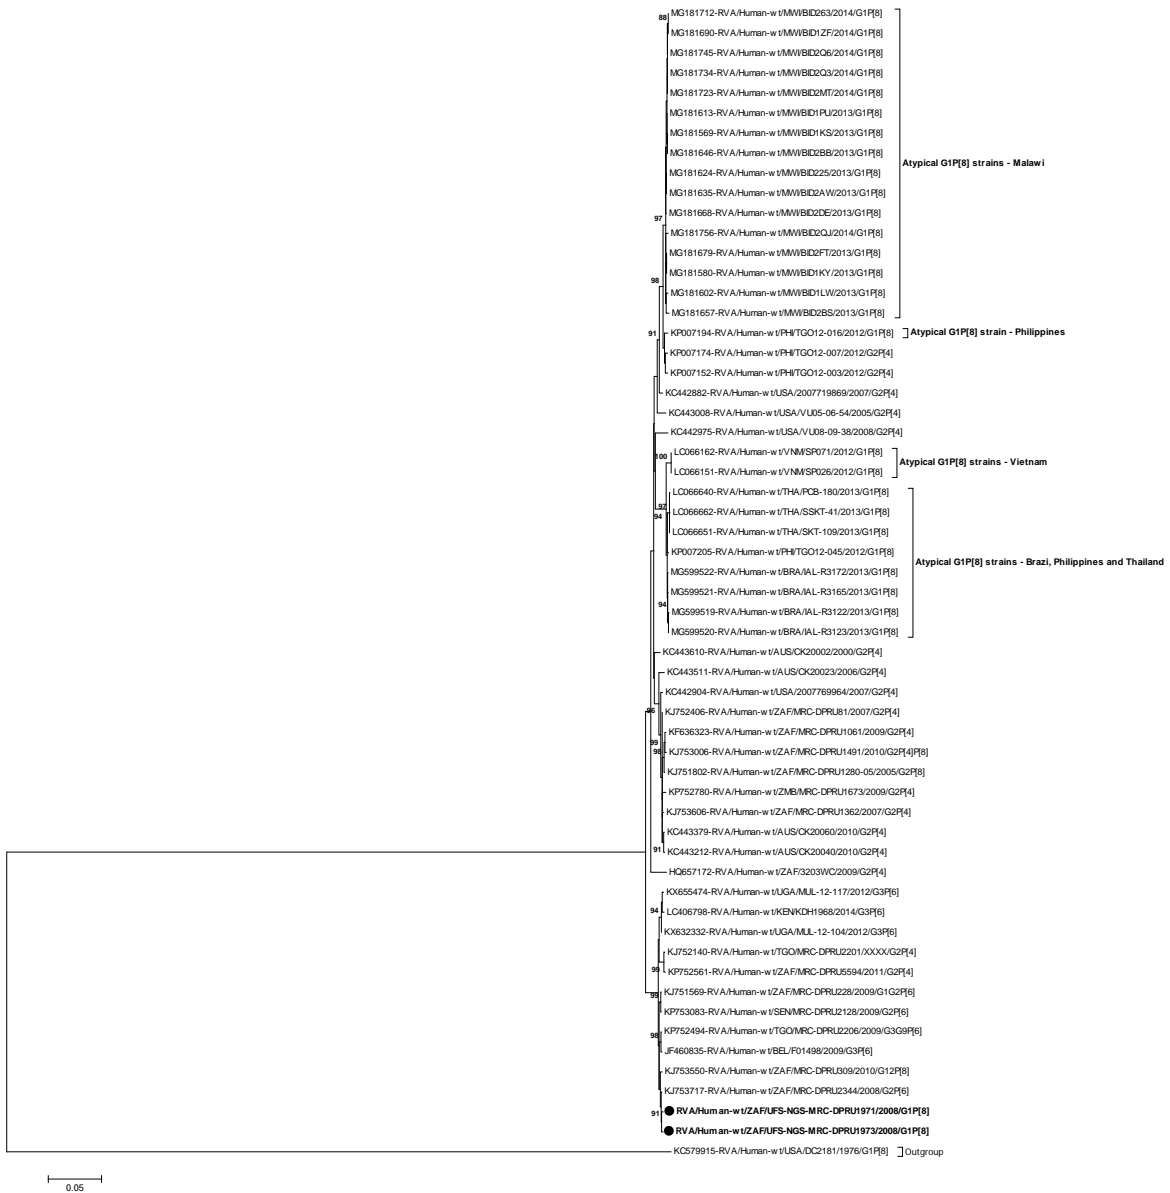 88
MG181712-RVA/Human-wt/MWI/BID263/2014/G1P[8]
MG181690-RVA/Human-wt/MWI/BID1ZF/2014/G1P[8]
MG181745-RVA/Human-wt/MWI/BID2Q6/2014/G1P[8]
MG181734-RVA/Human-wt/MWI/BID2Q3/2014/G1P[8]
MG181723-RVA/Human-wt/MWI/BID2MT/2014/G1P[8]
MG181613-RVA/Human-wt/MWI/BID1PU/2013/G1P[8]
MG181569-RVA/Human-wt/MWI/BID1KS/2013/G1P[8]
MG181646-RVA/Human-wt/MWI/BID2BB/2013/G1P[8]
Atypical G1P[8] strains - Malawi
MG181624-RVA/Human-wt/MWI/BID225/2013/G1P[8]
MG181635-RVA/Human-wt/MWI/BID2AW/2013/G1P[8]
MG181668-RVA/Human-wt/MWI/BID2DE/2013/G1P[8]
97
MG181756-RVA/Human-wt/MWI/BID2QJ/2014/G1P[8]
MG181679-RVA/Human-wt/MWI/BID2FT/2013/G1P[8]
MG181580-RVA/Human-wt/MWI/BID1KY/2013/G1P[8]
98
MG181602-RVA/Human-wt/MWI/BID1LW/2013/G1P[8]
MG181657-RVA/Human-wt/MWI/BID2BS/2013/G1P[8]
91
KP007194-RVA/Human-wt/PHI/TGO12-016/2012/G1P[8]
Atypical G1P[8] strain - Philippines
KP007174-RVA/Human-wt/PHI/TGO12-007/2012/G2P[4]
KP007152-RVA/Human-wt/PHI/TGO12-003/2012/G2P[4]
KC442882-RVA/Human-wt/USA/2007719869/2007/G2P[4]
KC443008-RVA/Human-wt/USA/VU05-06-54/2005/G2P[4]
KC442975-RVA/Human-wt/USA/VU08-09-38/2008/G2P[4]
100
LC066162-RVA/Human-wt/VNM/SP071/2012/G1P[8]
Atypical G1P[8] strains - Vietnam
LC066151-RVA/Human-wt/VNM/SP026/2012/G1P[8]
LC066640-RVA/Human-wt/THA/PCB-180/2013/G1P[8]
97
LC066662-RVA/Human-wt/THA/SSKT-41/2013/G1P[8]
94
LC066651-RVA/Human-wt/THA/SKT-109/2013/G1P[8]
KP007205-RVA/Human-wt/PHI/TGO12-045/2012/G1P[8]
Atypical G1P[8] strains - Brazi, Philippines and Thailand
MG599522-RVA/Human-wt/BRA/IAL-R3172/2013/G1P[8]
MG599521-RVA/Human-wt/BRA/IAL-R3165/2013/G1P[8]
94
MG599519-RVA/Human-wt/BRA/IAL-R3122/2013/G1P[8]
MG599520-RVA/Human-wt/BRA/IAL-R3123/2013/G1P[8]
KC443610-RVA/Human-wt/AUS/CK20002/2000/G2P[4]
KC443511-RVA/Human-wt/AUS/CK20023/2006/G2P[4]
KC442904-RVA/Human-wt/USA/2007769964/2007/G2P[4]
KJ752406-RVA/Human-wt/ZAF/MRC-DPRU81/2007/G2P[4]
KF636323-RVA/Human-wt/ZAF/MRC-DPRU1061/2009/G2P[4]
99
98
KJ753006-RVA/Human-wt/ZAF/MRC-DPRU1491/2010/G2P[4]P[8]
KJ751802-RVA/Human-wt/ZAF/MRC-DPRU1280-05/2005/G2P[8]
KP752780-RVA/Human-wt/ZMB/MRC-DPRU1673/2009/G2P[4]
KJ753606-RVA/Human-wt/ZAF/MRC-DPRU1362/2007/G2P[4]
KC443379-RVA/Human-wt/AUS/CK20060/2010/G2P[4]
91
KC443212-RVA/Human-wt/AUS/CK20040/2010/G2P[4]
HQ657172-RVA/Human-wt/ZAF/3203WC/2009/G2P[4]
KX655474-RVA/Human-wt/UGA/MUL-12-117/2012/G3P[6]
94
LC406798-RVA/Human-wt/KEN/KDH1968/2014/G3P[6]
KX632332-RVA/Human-wt/UGA/MUL-12-104/2012/G3P[6]
KJ752140-RVA/Human-wt/TGO/MRC-DPRU2201/XXXX/G2P[4]
99
KP752561-RVA/Human-wt/ZAF/MRC-DPRU5594/2011/G2P[4]
99
KJ751569-RVA/Human-wt/ZAF/MRC-DPRU228/2009/G1G2P[6]
KP753083-RVA/Human-wt/SEN/MRC-DPRU2128/2009/G2P[6]
98
KP752494-RVA/Human-wt/TGO/MRC-DPRU2206/2009/G3G9P[6]
JF460835-RVA/Human-wt/BEL/F01498/2009/G3P[6]
KJ753550-RVA/Human-wt/ZAF/MRC-DPRU309/2010/G12P[8]
KJ753717-RVA/Human-wt/ZAF/MRC-DPRU2344/2008/G2P[6]
91
RVA/Human-wt/ZAF/UFS-NGS-MRC-DPRU1971/2008/G1P[8]
RVA/Human-wt/ZAF/UFS-NGS-MRC-DPRU1973/2008/G1P[8]
KC579915-RVA/Human-wt/USA/DC2181/1976/G1P[8]
Outgroup
0.05